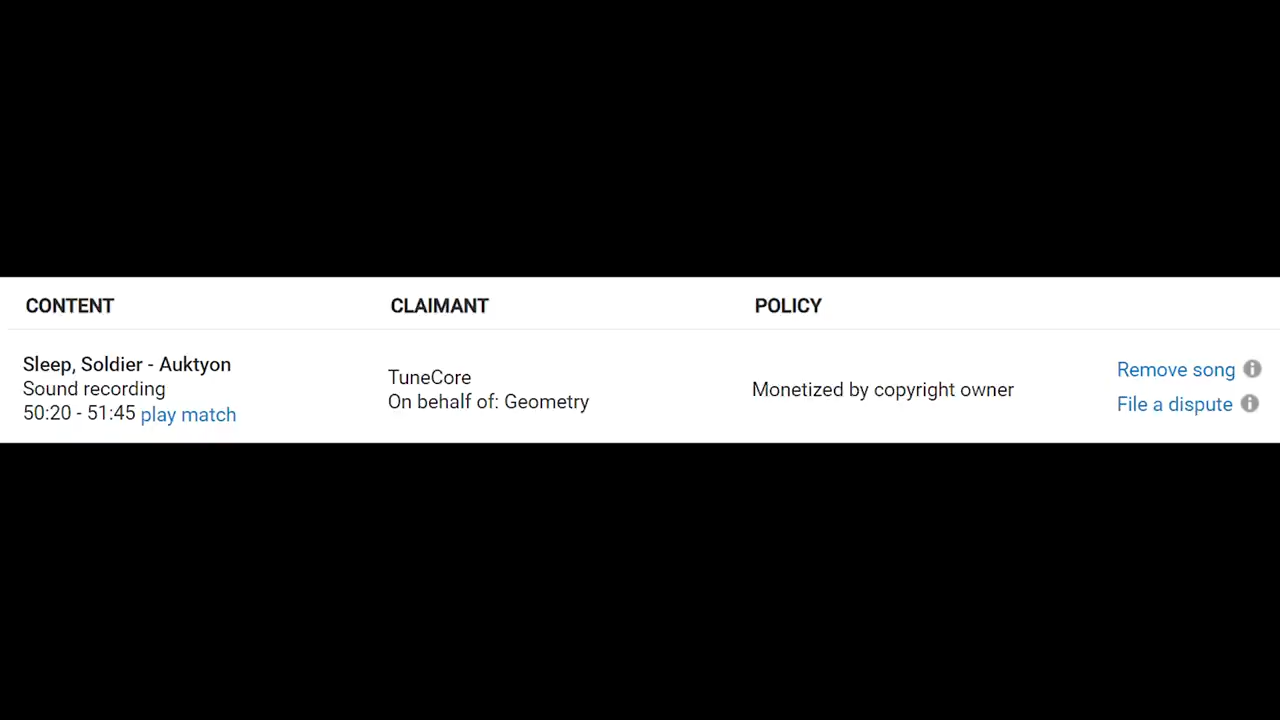 CONTENT CLAIMANT POLICY
Sleep, Soldier - Auktyon
Sound recording
50:20 - 51:45 play match
TuneCore
On behalf of: Geometry
Monetized by copyright owner
Remove song
File a dispute